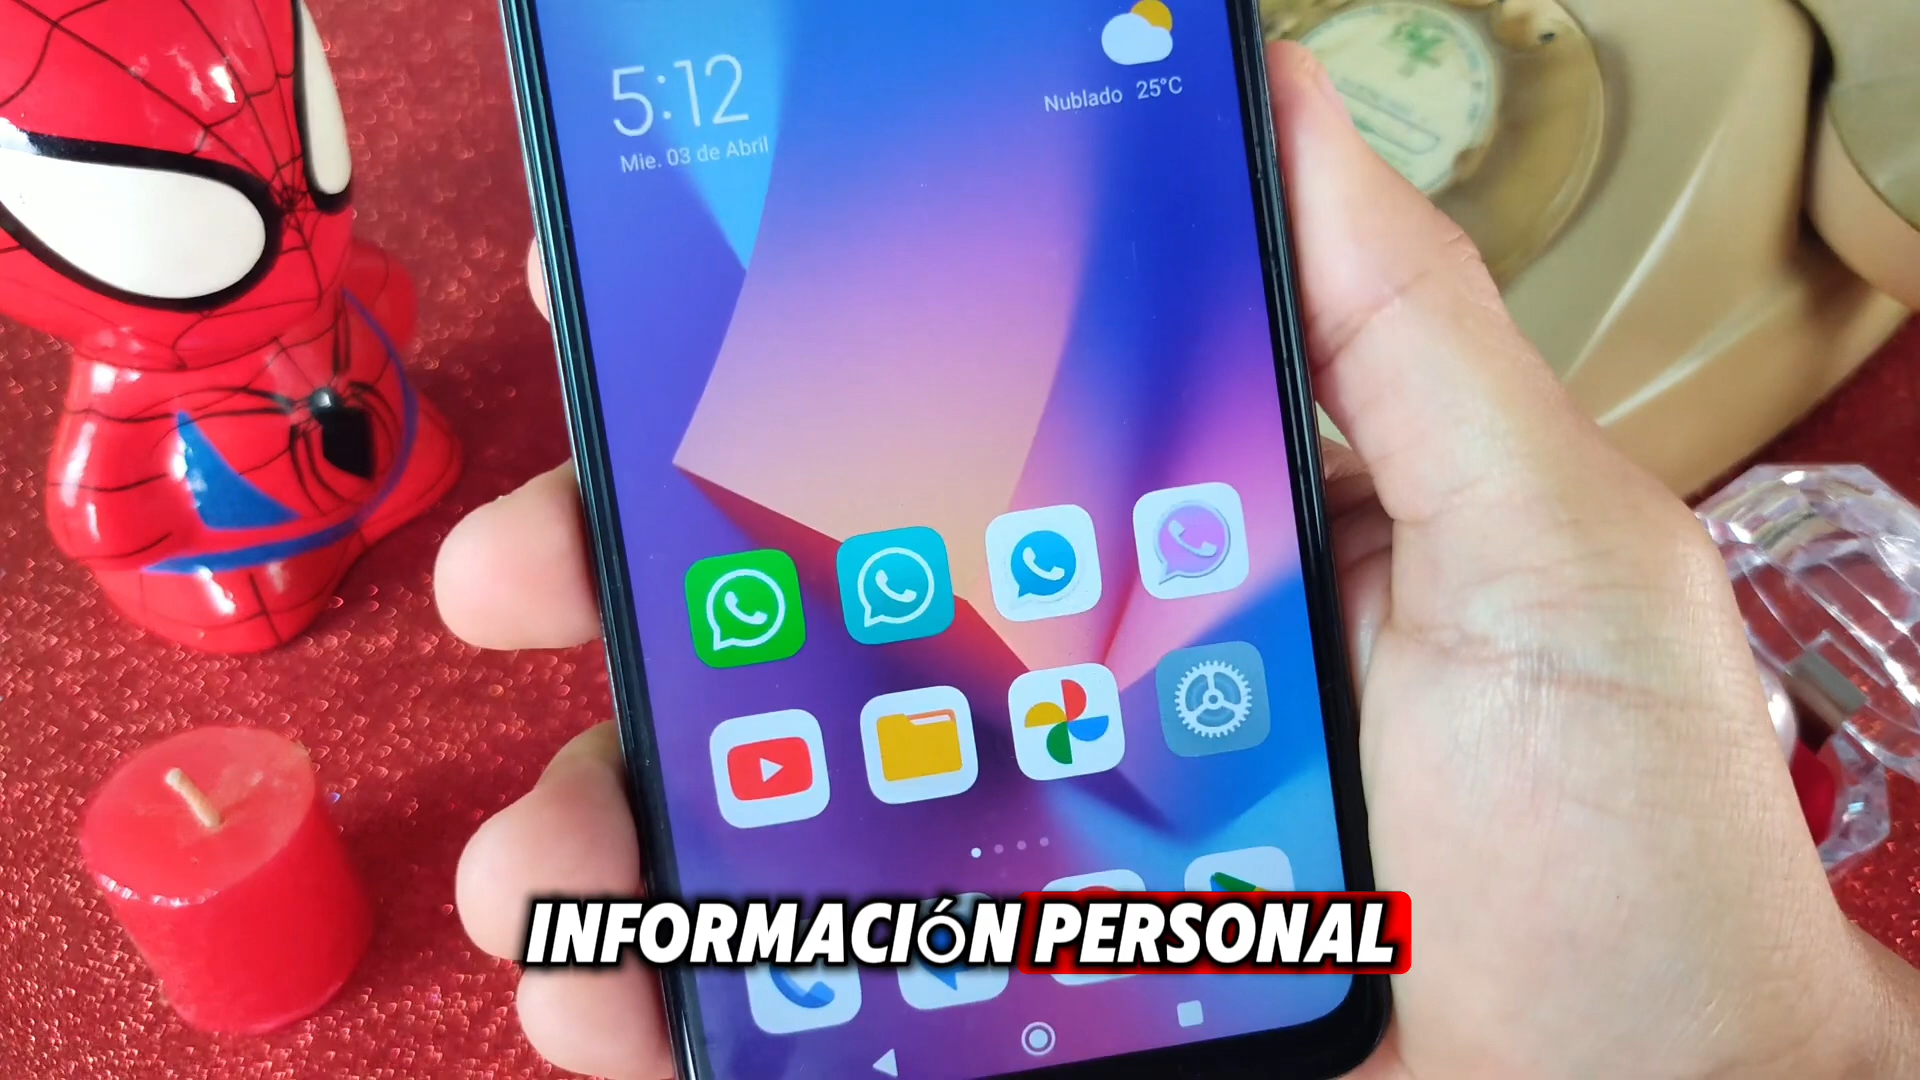 5:12
Mie. 03 de Abril
Nublado 25°C
INFORMACIÓN PERSONAL